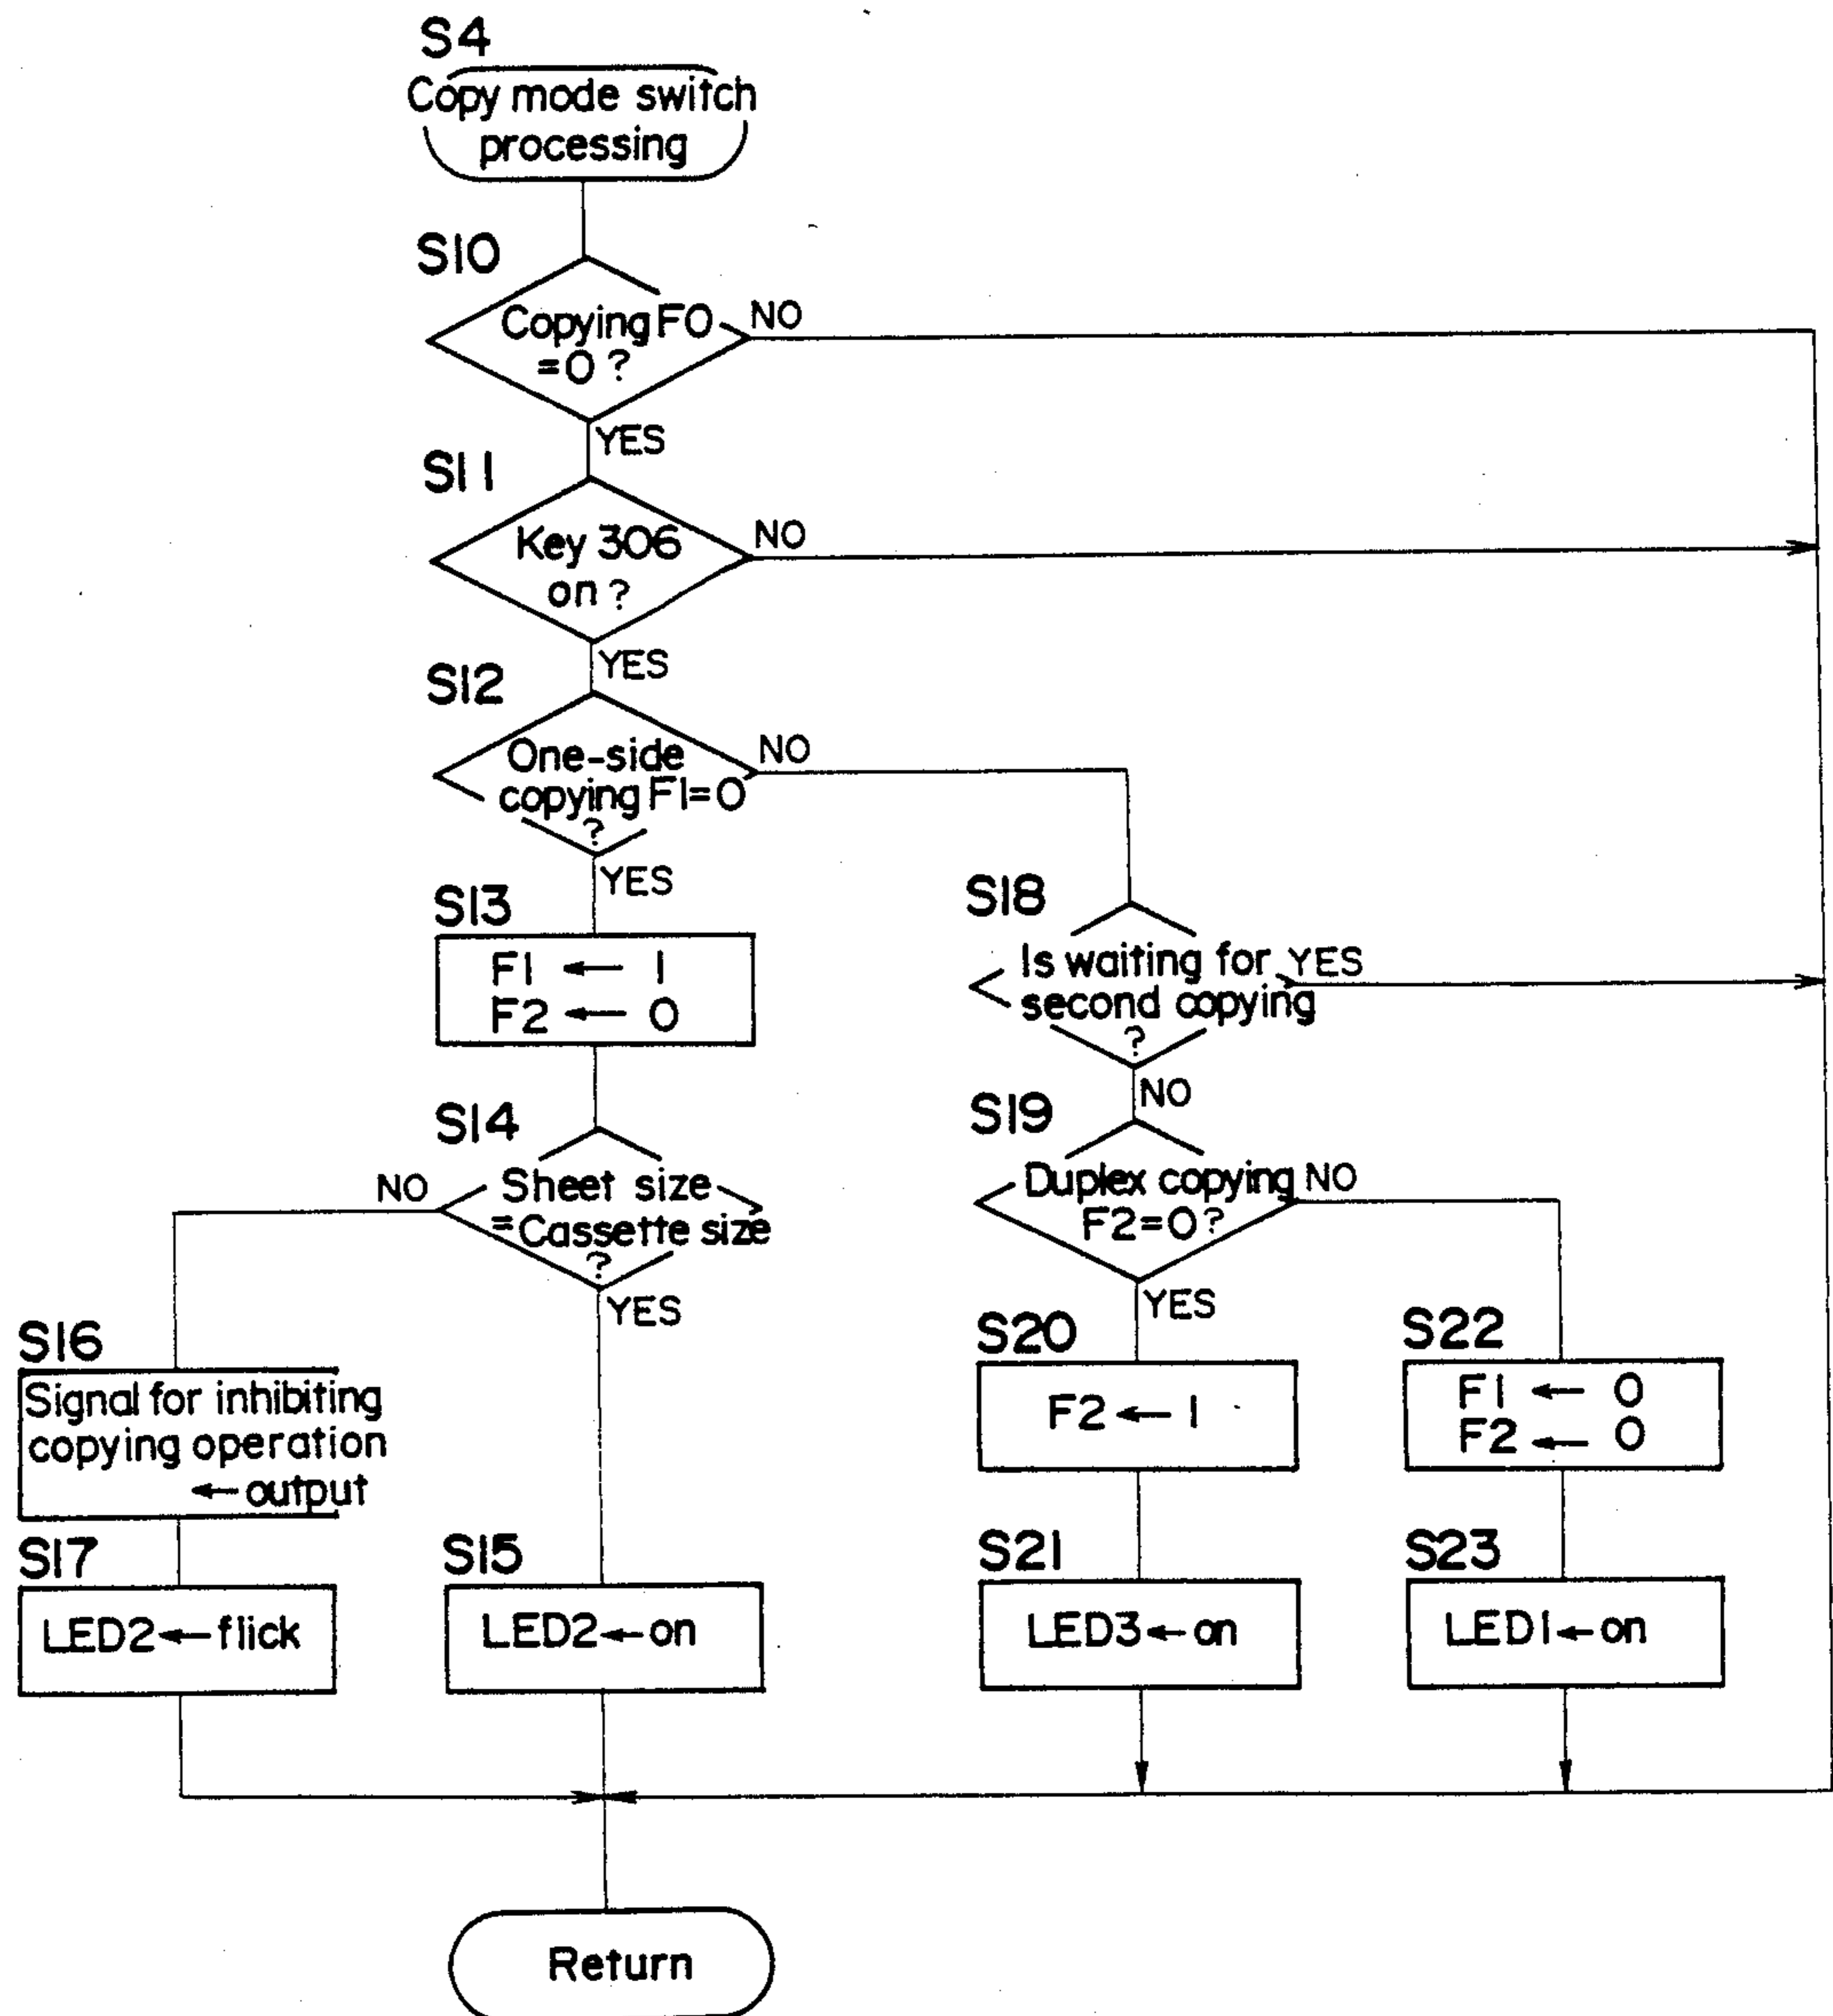 S4
Copy mode switch
processing
S10
Copying F0
=0?
NO
YES
S11
Key 306
on?
NO
YES
S12
One-side
copying F1=0
?
NO
YES
S13
F1 ← 1
F2 ← 0
S18
Is waiting for
second copying
?
YES
NO
S14
Sheet size
=Cassette size
?
NO
YES
S19
Duplex copying
F2=0?
NO
YES
S16
Signal for inhibiting
copying operation
←output
S20
F2 ← 1
S22
F1 ← 0
F2 ← 0
S17
LED2←flick
S15
LED2←on
S21
LED3←on
S23
LED1←on
Return